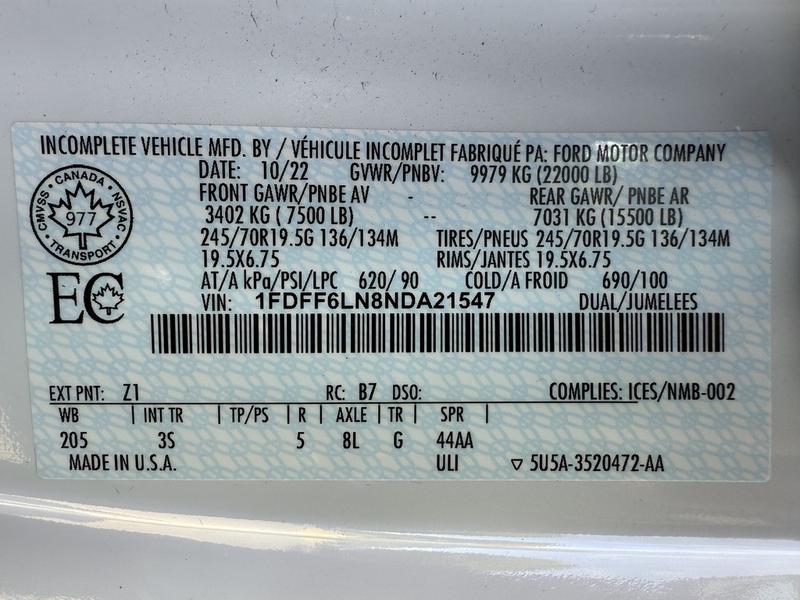 INCOMPLETE VEHICLE MFD. BY / VÉHICULE INCOMPLET FABRIQUÉ PA: FORD MOTOR COMPANY
DATE: 10/22 GVWR/PNBV: 9979 KG (22000 LB)
FRONT GAWR/PNBE AV - REAR GAWR/ PNBE AR
3402 KG ( 7500 LB) -- 7031 KG (15500 LB)
245/70R19.5G 136/134M TIRES/PNEUS 245/70R19.5G 136/134M
19.5X6.75 RIMS/JANTES 19.5X6.75
AT/A kPa/PSI/LPC 620/ 90 COLD/A FROID 690/100
VIN: 1FDFF6LN8NDA21547 DUAL/JUMELEES
CANADA
CMVSS 977 NSVAC
TRANSPORT
EC
EXT PNT: Z1 RC: B7 DSO: COMPLIES: ICES/NMB-002
WB | INT TR | TP/PS | R | AXLE | TR | SPR
205 3S 5 8L G 44AA
MADE IN U.S.A. ULI ▽ 5U5A-3520472-AA